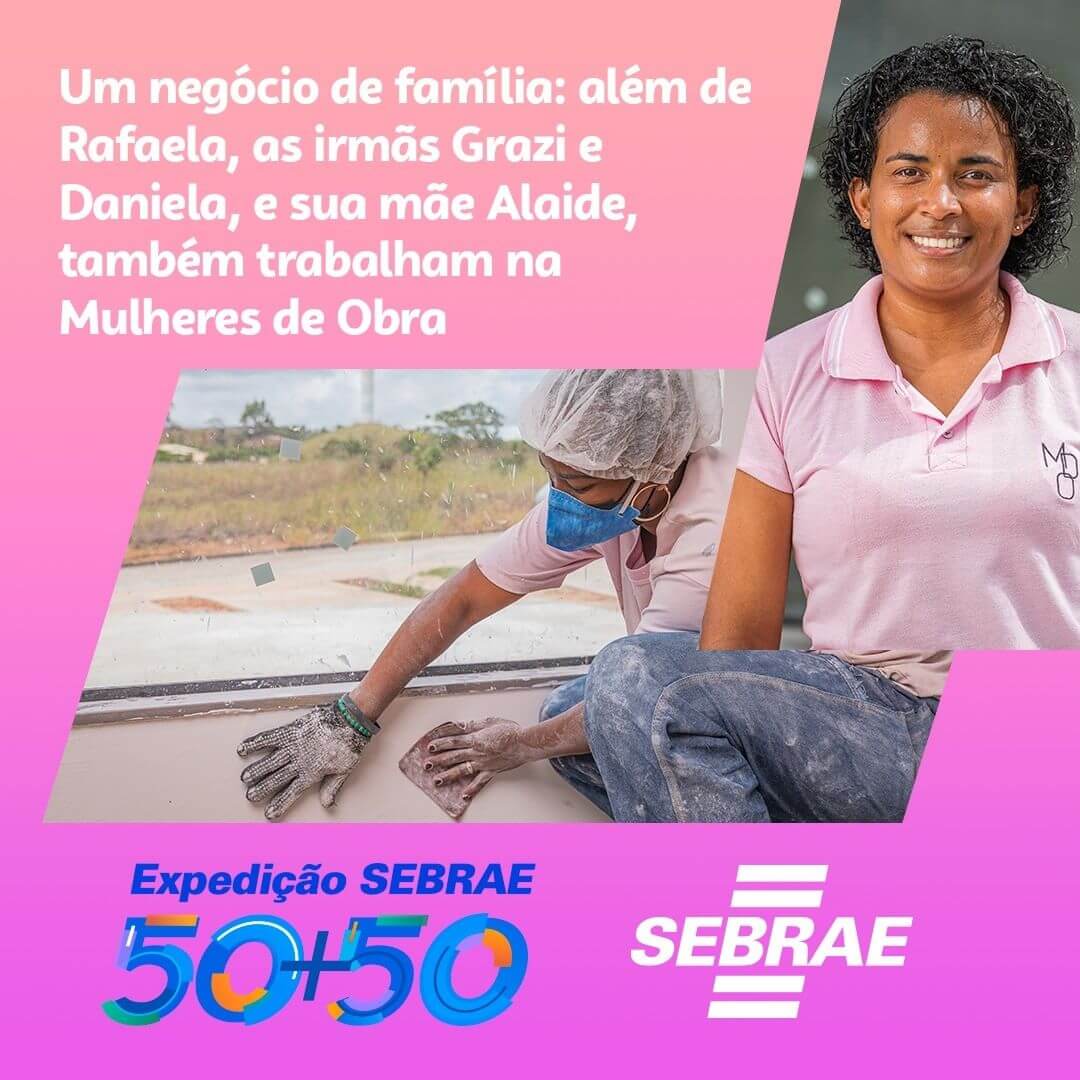 Um negócio de família: além de
Rafaela, as irmãs Grazi e
Daniela, e sua mãe Alaide,
também trabalham na
Mulheres de Obra
MDO
Expedição SEBRAE
50+50
SEBRAE